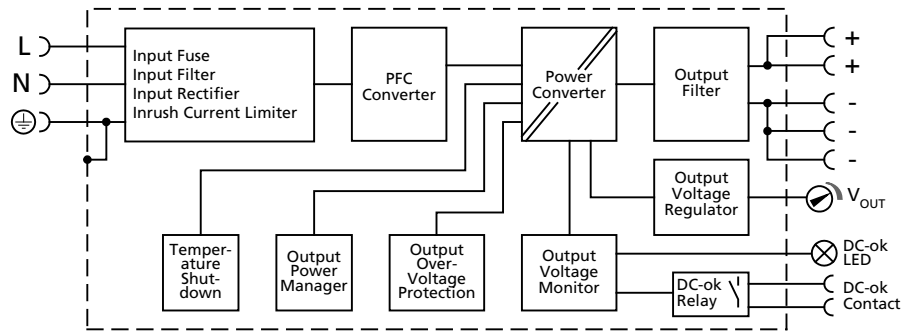 L
N
Input Fuse
Input Filter
Input Rectifier
Inrush Current Limiter
PFC
Converter
Power
Converter
Output
Filter
+
+
-
-
-
Output
Voltage
Regulator
VOUT
Temper-
ature
Shut-
down
Output
Power
Manager
Output
Over-
Voltage
Protection
Output
Voltage
Monitor
DC-ok
LED
DC-ok
Relay
DC-ok
Contact